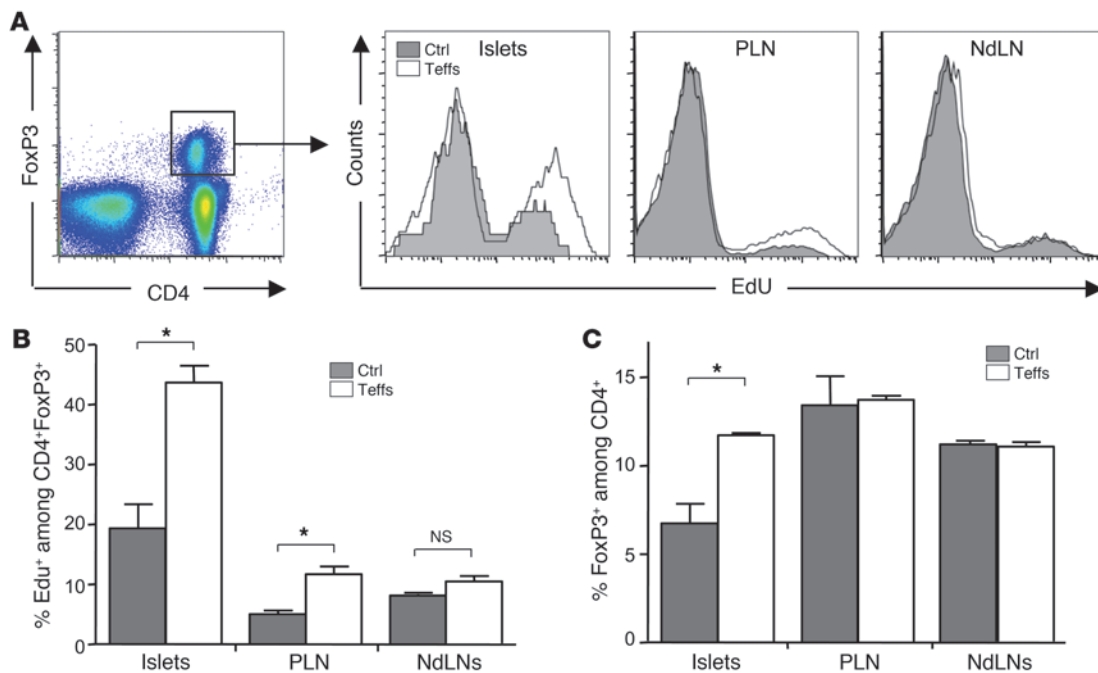 A
FoxP3
CD4
Ctrl
Teffs
Islets
PLN
NdLN
Counts
EdU
B
% Edu⁺ among CD4⁺FoxP3⁺
50
40
30
20
10
0
*
*
NS
Ctrl
Teffs
Islets
PLN
NdLNs
C
% FoxP3⁺ among CD4⁺
15
10
5
0
*
Ctrl
Teffs
Islets
PLN
NdLNs